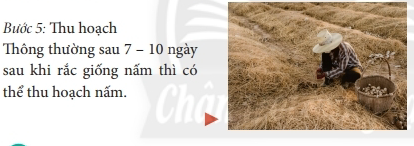 Bước 5: Thu hoạch
Thông thường sau 7 – 10 ngày
sau khi rắc giống nấm thì có
thể thu hoạch nấm.
Chân